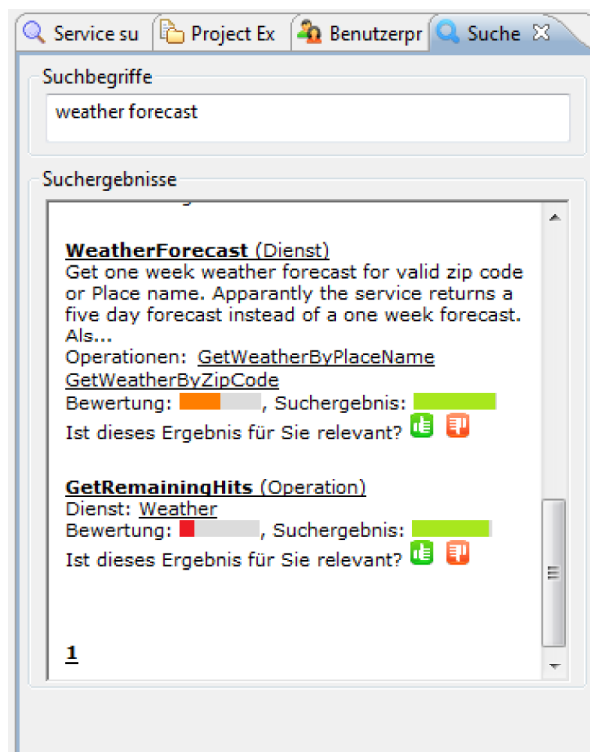 Service su Project Ex Benutzerpr Suche
Suchbegriffe
weather forecast
Suchergebnisse
WeatherForecast (Dienst)
Get one week weather forecast for valid zip code
or Place name. Apparantly the service returns a
five day forecast instead of a one week forecast.
Als...
Operationen: GetWeatherByPlaceName
GetWeatherByZipCode
Bewertung: , Suchergebnis:
Ist dieses Ergebnis für Sie relevant?
GetRemainingHits (Operation)
Dienst: Weather
Bewertung: , Suchergebnis:
Ist dieses Ergebnis für Sie relevant?
1